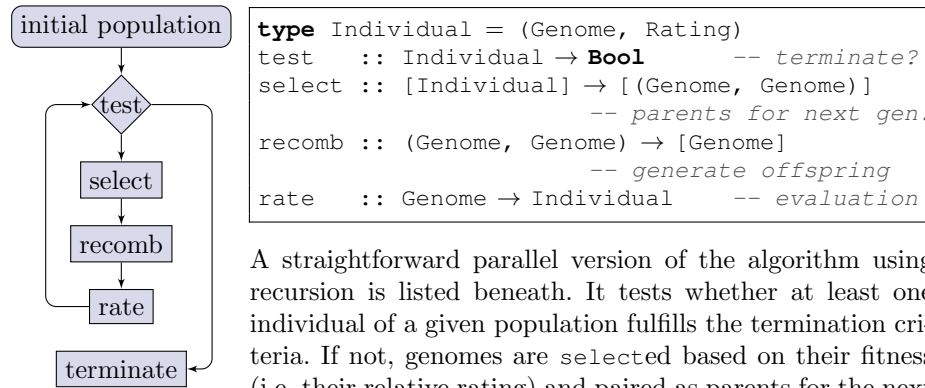 initial population
test
select
recomb
rate
terminate
type Individual = (Genome, Rating)
test :: Individual → Bool -- terminate?
select :: [Individual] → [(Genome, Genome)]
-- parents for next gen.
recomb :: (Genome, Genome) → [Genome]
-- generate offspring
rate :: Genome → Individual -- evaluation
A straightforward parallel version of the algorithm using
recursion is listed beneath. It tests whether at least one
individual of a given population fulfills the termination cri-
teria. If not, genomes are selected based on their fitness
(i.e. their relative rating) and paired as parents for the next